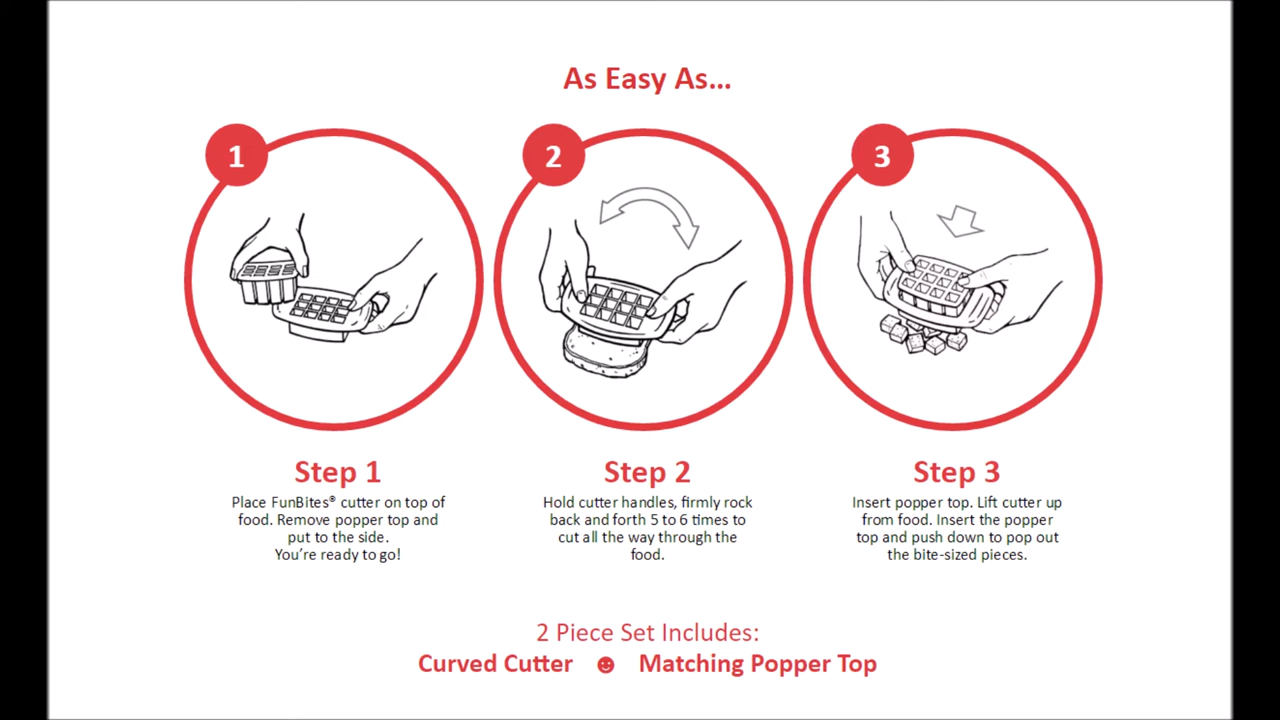 As Easy As...
1
2
3
Step 1
Place FunBites® cutter on top of
food. Remove popper top and
put to the side.
You're ready to go!
Step 2
Hold cutter handles, firmly rock
back and forth 5 to 6 times to
cut all the way through the
food.
Step 3
Insert popper top. Lift cutter up
from food. Insert the popper
top and push down to pop out
the bite-sized pieces.
2 Piece Set Includes:
Curved Cutter ☻ Matching Popper Top